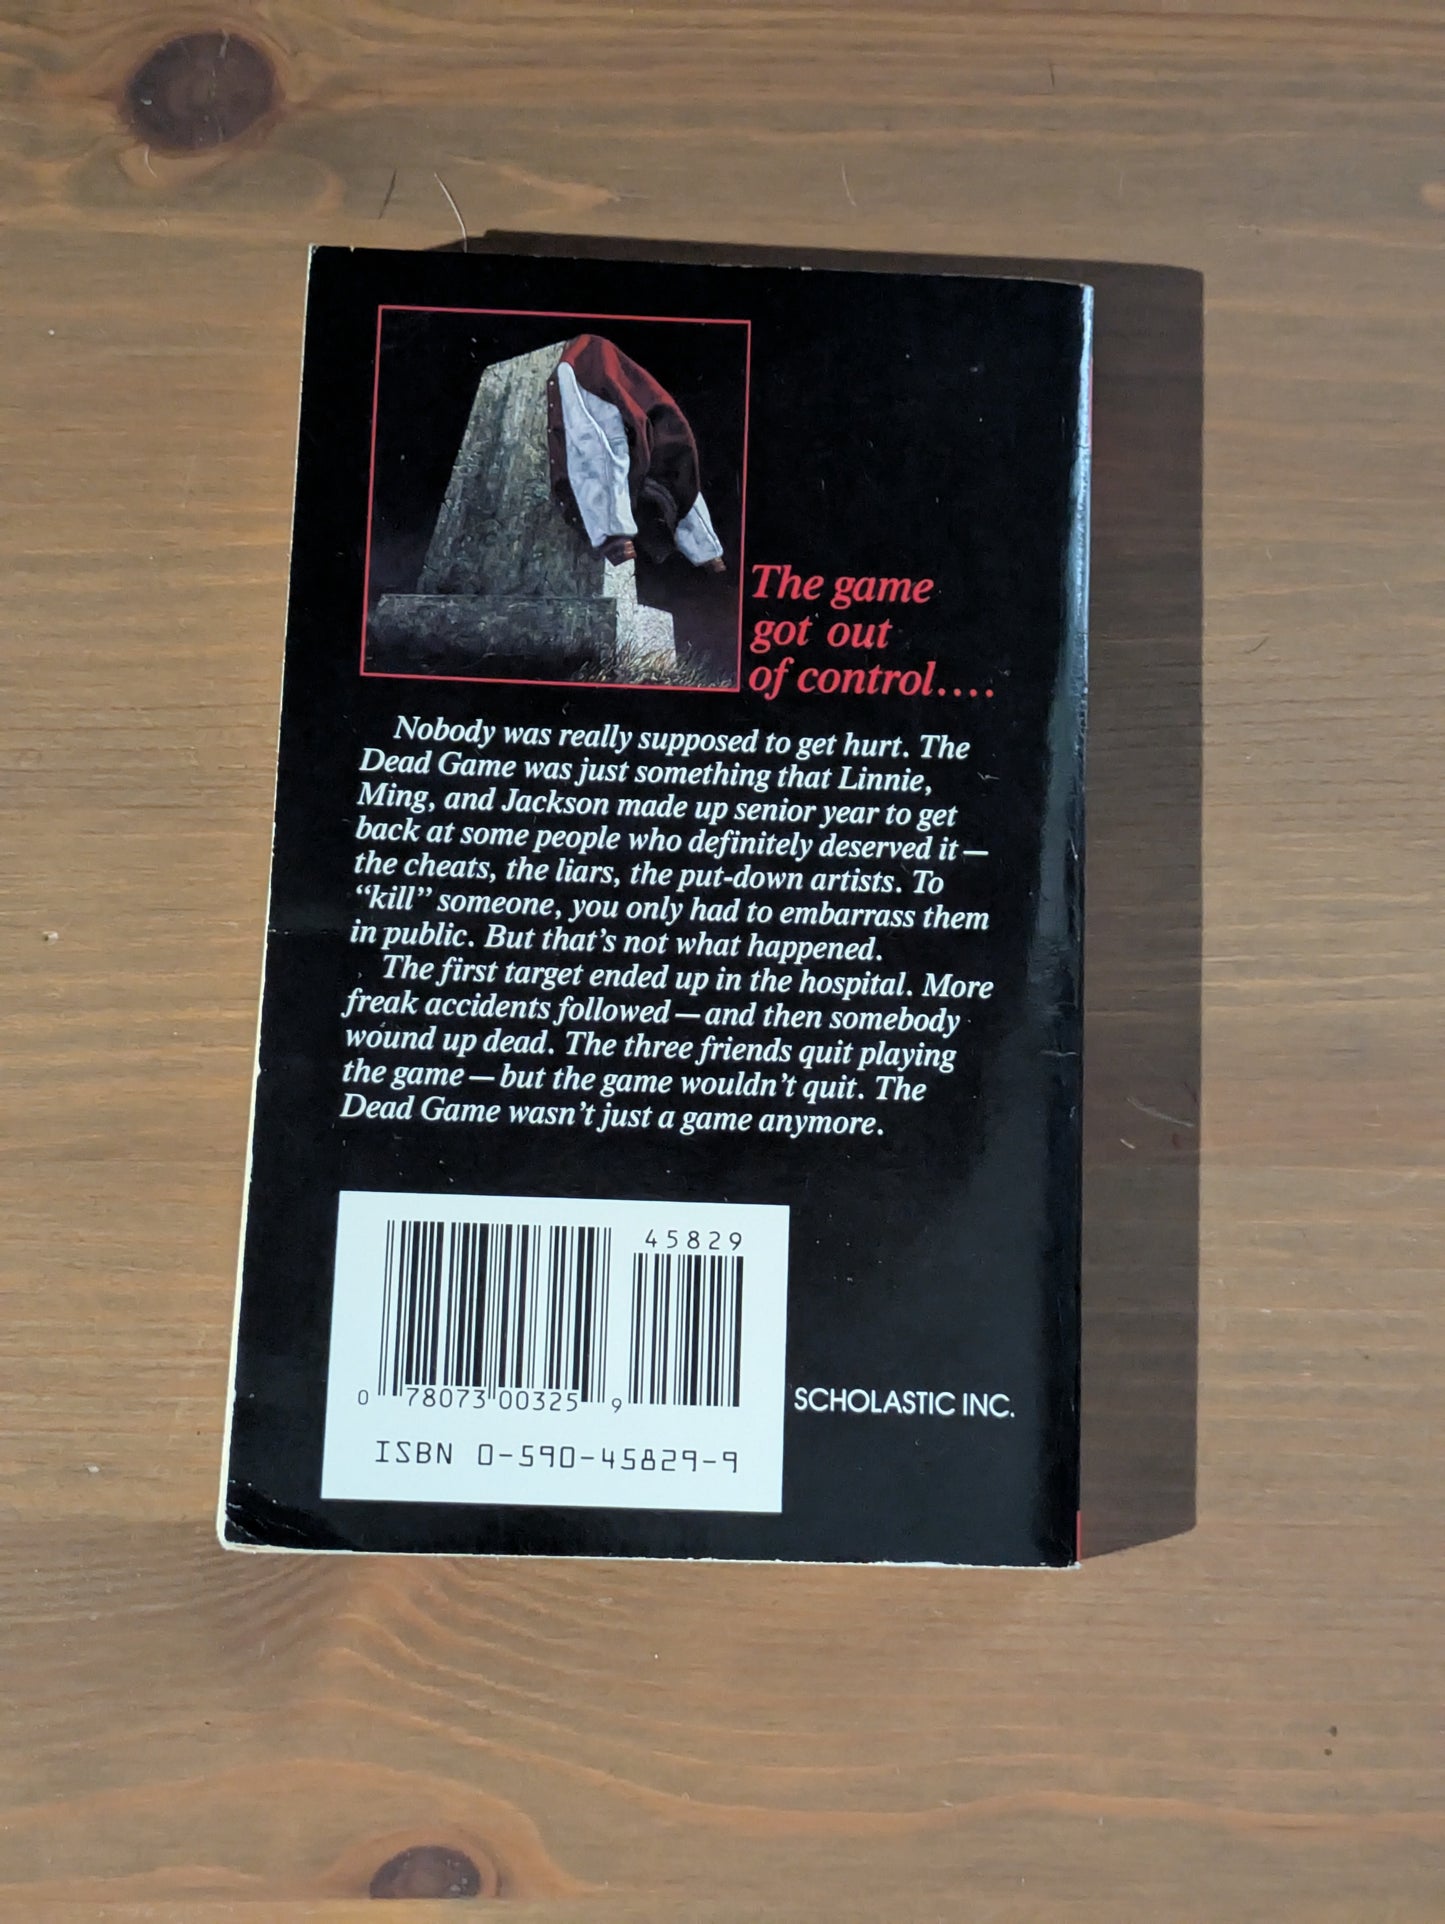 The game
got out
of control....
Nobody was really supposed to get hurt. The
Dead Game was just something that Linnie,
Ming, and Jackson made up senior year to get
back at some people who definitely deserved it—
the cheats, the liars, the put-down artists. To
“kill” someone, you only had to embarrass them
in public. But that’s not what happened.
The first target ended up in the hospital. More
freak accidents followed—and then somebody
wound up dead. The three friends quit playing
the game—but the game wouldn’t quit. The
Dead Game wasn’t just a game anymore.
45829
0 78073 00325 9
SCHOLASTIC INC.
ISBN 0-590-45829-9